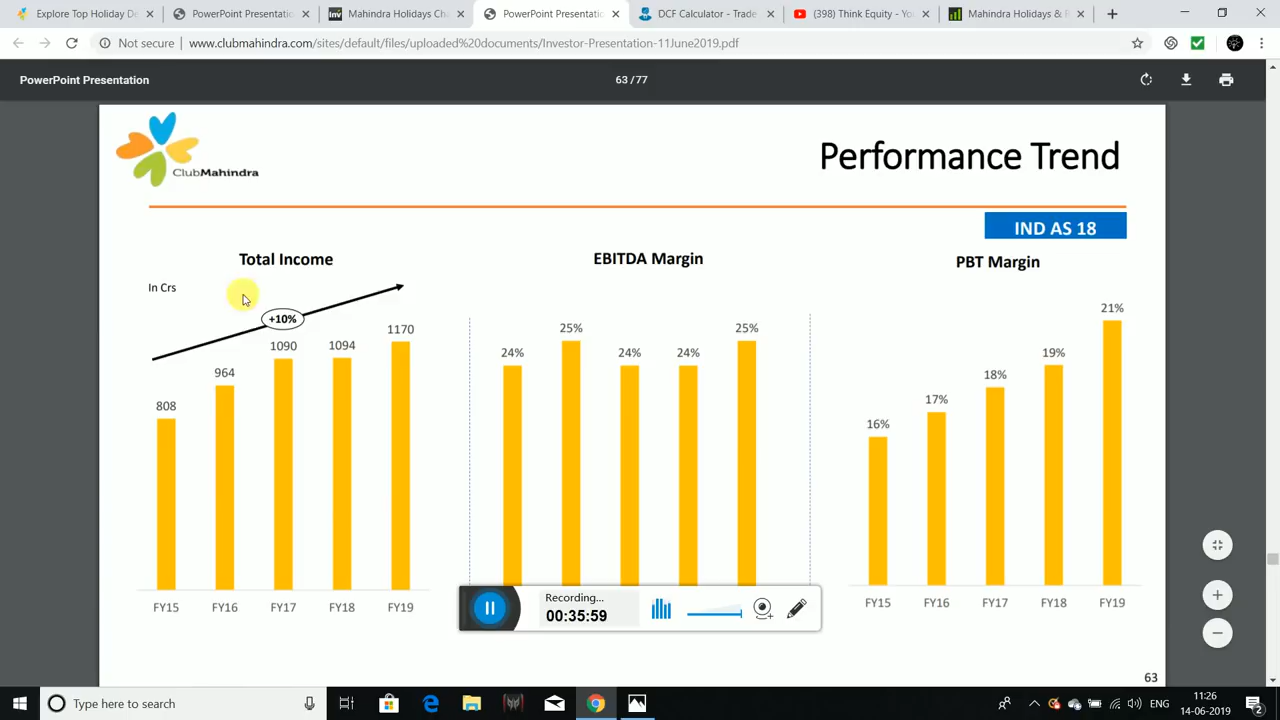 Explore Top Holiday De
PowerPoint Presentatio
Mahindra Holidays Cha
PowerPoint Presentatio
DCF Calculator - Trade
(398) Think Equity - Yo
Mahindra Holidays & R
Not secure
www.clubmahindra.com/sites/default/files/uploaded%20documents/Investor-Presentation-11June2019.pdf
PowerPoint Presentation
63 / 77
ClubMahindra
Performance Trend
IND AS 18
Total Income
EBITDA Margin
PBT Margin
In Crs
+10%
808
964
1090
1094
1170
24%
25%
24%
24%
25%
16%
17%
18%
19%
21%
FY15
FY16
FY17
FY18
FY19
FY15
FY16
FY17
FY18
FY19
Recording...
00:35:59
63
Type here to search
ENG
11:26
14-06-2019
2